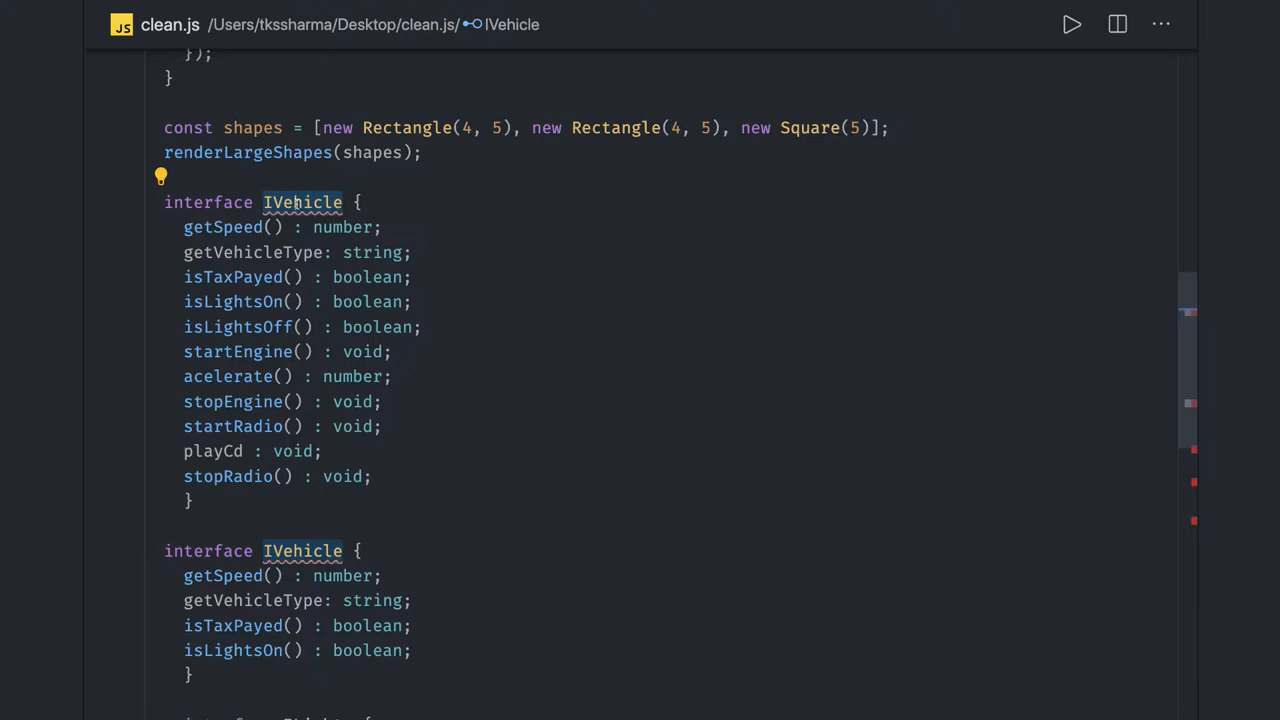 JS clean.js /Users/tkssharma/Desktop/clean.js/ IVehicle
});
}
const shapes = [new Rectangle(4, 5), new Rectangle(4, 5), new Square(5)];
renderLargeShapes(shapes);
interface IVehicle {
getSpeed() : number;
getVehicleType: string;
isTaxPayed() : boolean;
isLightsOn() : boolean;
isLightsOff() : boolean;
startEngine() : void;
acelerate() : number;
stopEngine() : void;
startRadio() : void;
playCd : void;
stopRadio() : void;
}
interface IVehicle {
getSpeed() : number;
getVehicleType: string;
isTaxPayed() : boolean;
isLightsOn() : boolean;
}